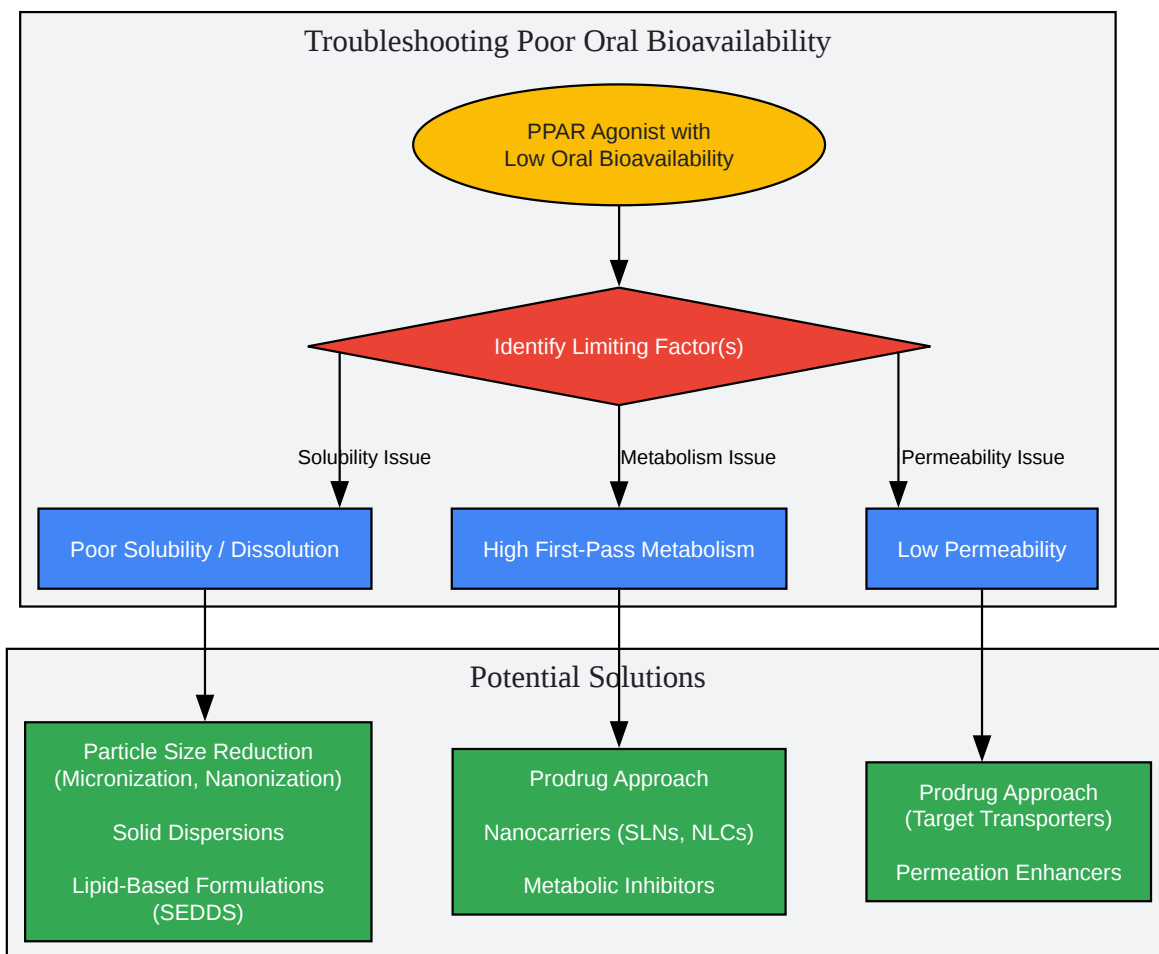 Troubleshooting Poor Oral Bioavailability
PPAR Agonist with
Low Oral Bioavailability
Identify Limiting Factor(s)
Solubility Issue
Metabolism Issue
Permeability Issue
Poor Solubility / Dissolution
High First-Pass Metabolism
Low Permeability
Potential Solutions
Particle Size Reduction
(Micronization, Nanonization)
Solid Dispersions
Lipid-Based Formulations
(SEDDS)
Prodrug Approach
Nanocarriers (SLNs, NLCs)
Metabolic Inhibitors
Prodrug Approach
(Target Transporters)
Permeation Enhancers